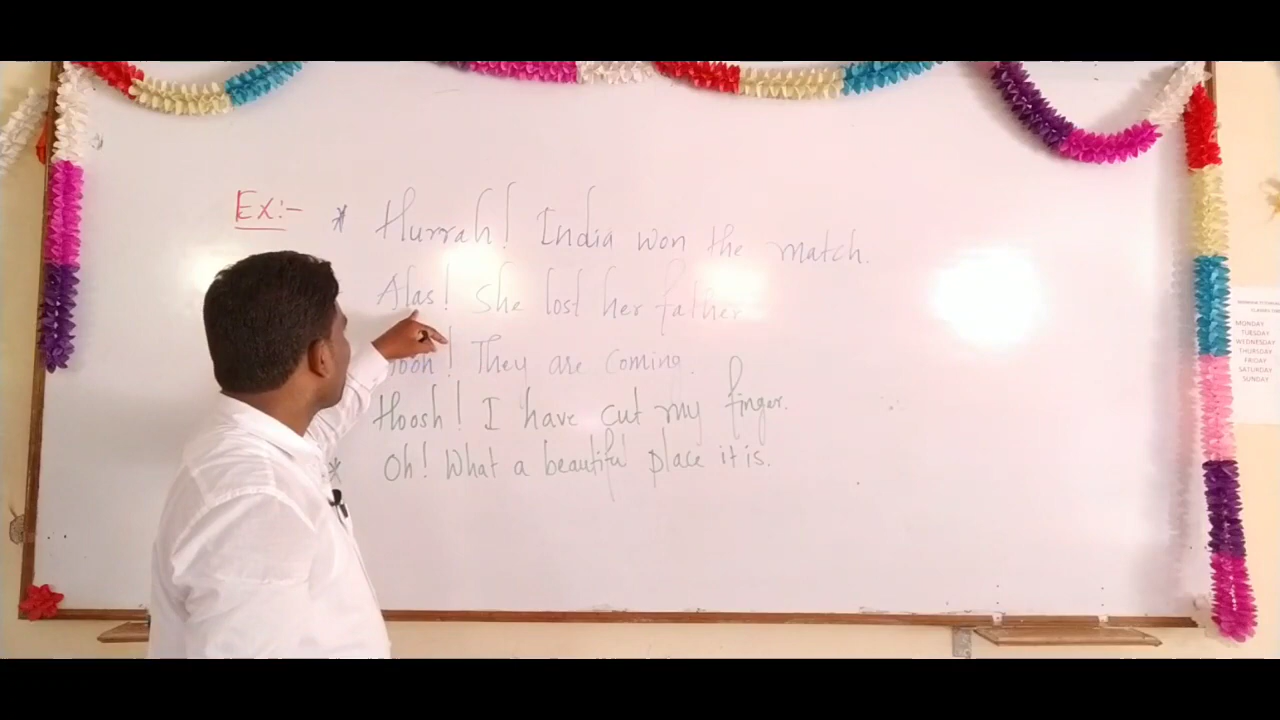 Ex:- * Hurrah! India won the match.
Alas! She lost her father
! They are coming.
Hoosh! I have cut my finger.
* Oh! What a beautiful place it is.
MONDAY
TUESDAY
WEDNESDAY
THURSDAY
FRIDAY
SATURDAY
SUNDAY